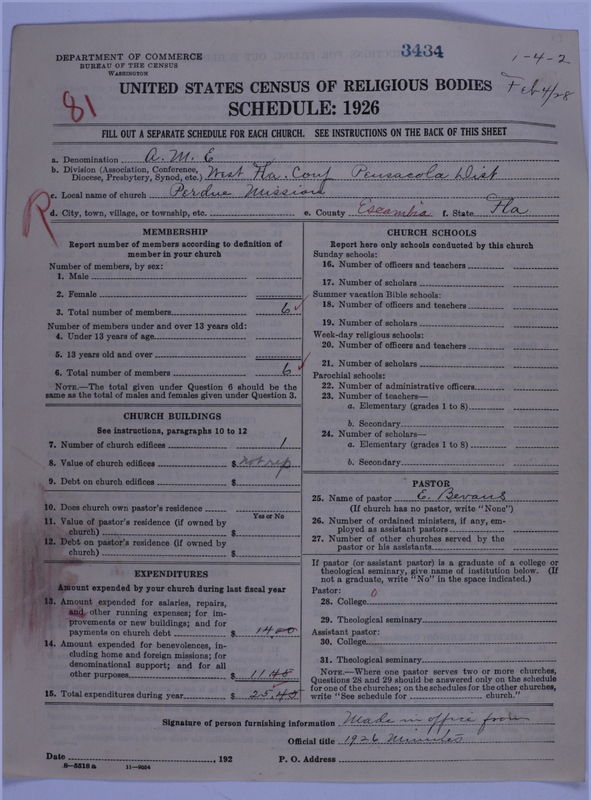 3434
1-4-2
DEPARTMENT OF COMMERCE
BUREAU OF THE CENSUS
WASHINGTON
Feb 4/28
81
UNITED STATES CENSUS OF RELIGIOUS BODIES
SCHEDULE: 1926
FILL OUT A SEPARATE SCHEDULE FOR EACH CHURCH. SEE INSTRUCTIONS ON THE BACK OF THIS SHEET
a. Denomination A. M. E
b. Division (Association, Conference, Diocese, Presbytery, Synod, etc.) West Fla. Conf Pensacola Dist
c. Local name of church Perdue Mission
R
d. City, town, village, or township, etc. e. County Escambia f. State Fla
MEMBERSHIP
Report number of members according to definition of
member in your church
Number of members, by sex:
1. Male
2. Female
3. Total number of members 6 ✓
Number of members under and over 13 years old:
4. Under 13 years of age
5. 13 years old and over
6. Total number of members 6 ✓
NOTE.—The total given under Question 6 should be the
same as the total of males and females given under Question 3.
CHURCH BUILDINGS
See instructions, paragraphs 10 to 12
7. Number of church edifices 1
8. Value of church edifices $ not rep
9. Debt on church edifices $
10. Does church own pastor's residence
Yes or No
11. Value of pastor's residence (if owned by
church) $
12. Debt on pastor's residence (if owned by
church) $
EXPENDITURES
Amount expended by your church during last fiscal year
13. Amount expended for salaries, repairs,
and other running expenses; for im-
provements or new buildings; and for
payments on church debt $ 14 00
14. Amount expended for benevolences, in-
cluding home and foreign missions; for
denominational support; and for all
other purposes $ 11 48
15. Total expenditures during year $ 25 48
CHURCH SCHOOLS
Report here only schools conducted by this church
Sunday schools:
16. Number of officers and teachers
17. Number of scholars
Summer vacation Bible schools:
18. Number of officers and teachers
19. Number of scholars
Week-day religious schools:
20. Number of officers and teachers
21. Number of scholars
Parochial schools:
22. Number of administrative officers
23. Number of teachers—
a. Elementary (grades 1 to 8)
b. Secondary
24. Number of scholars—
a. Elementary (grades 1 to 8)
b. Secondary
PASTOR
25. Name of pastor E. Bevans
(If church has no pastor, write "None")
26. Number of ordained ministers, if any, em-
ployed as assistant pastors
27. Number of other churches served by the
pastor or his assistants
If pastor (or assistant pastor) is a graduate of a college or
theological seminary, give name of institution below. (If
not a graduate, write "No" in the space indicated.)
Pastor: 0
28. College
29. Theological seminary
Assistant pastor:
30. College
31. Theological seminary
NOTE.—Where one pastor serves two or more churches,
Questions 28 and 29 should be answered only on the schedule
for one of the churches; on the schedules for the other churches,
write "See schedule for church."
Signature of person furnishing information Made in office from
Official title 1926 Minutes
Date , 192 P. O. Address
8-5518 a 11-9054